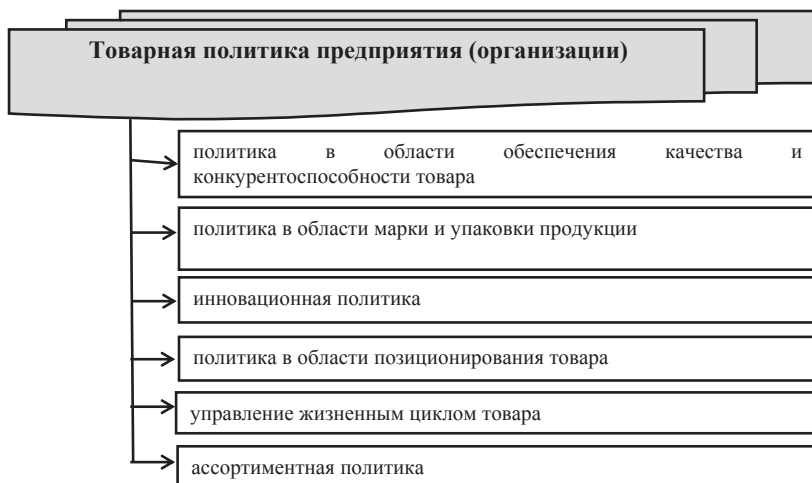 Товарная политика предприятия (организации)
политика в области обеспечения качества и
конкурентоспособности товара
политика в области марки и упаковки продукции
инновационная политика
политика в области позиционирования товара
управление жизненным циклом товара
ассортиментная политика